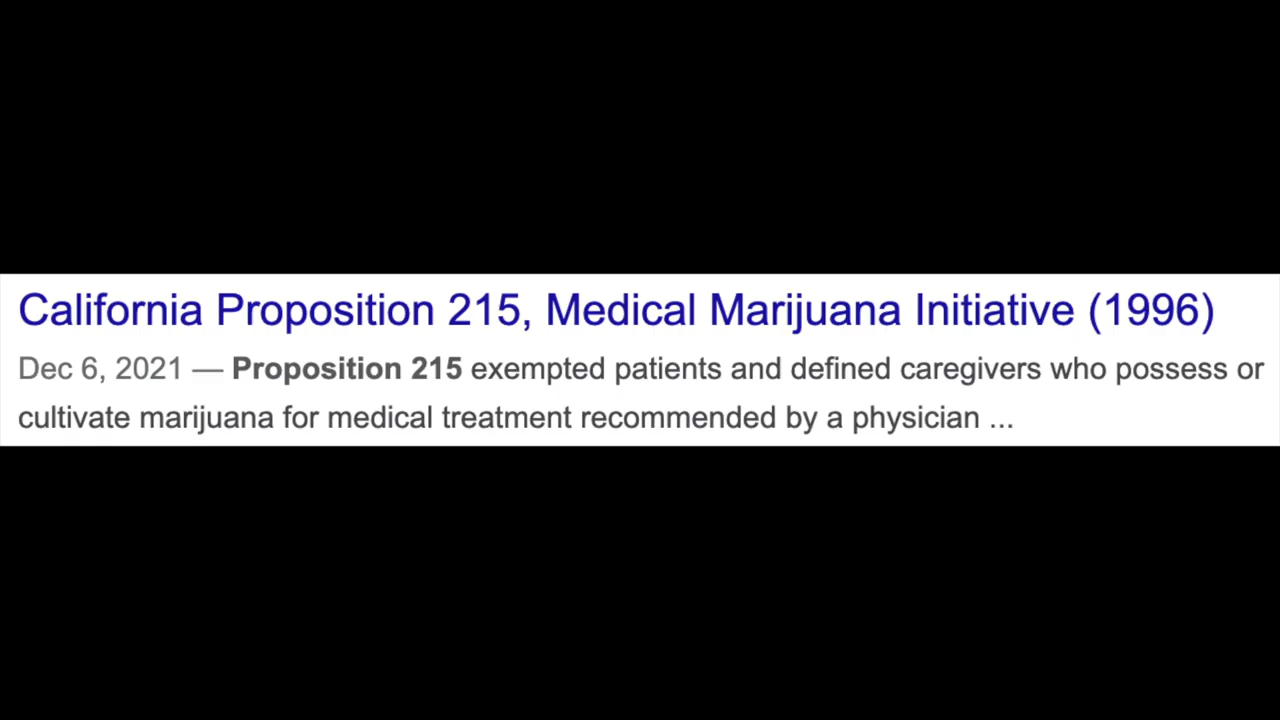 California Proposition 215, Medical Marijuana Initiative (1996)
Dec 6, 2021 — Proposition 215 exempted patients and defined caregivers who possess or
cultivate marijuana for medical treatment recommended by a physician ...